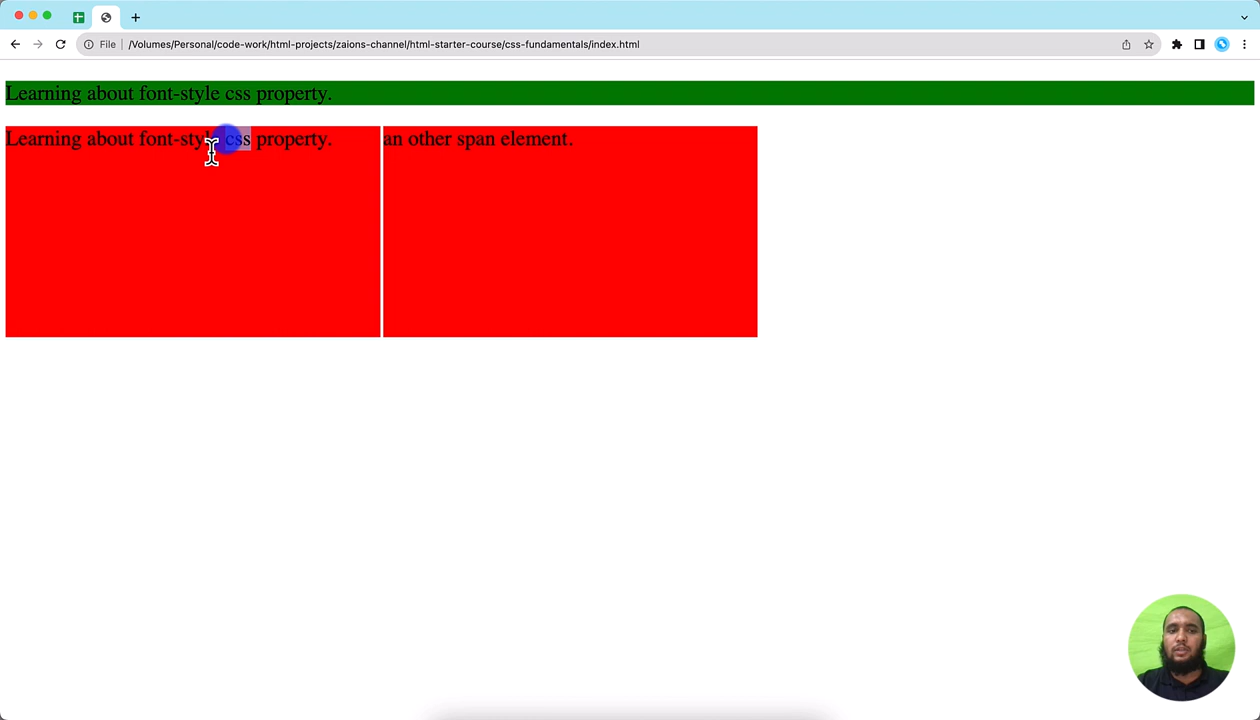 File
/Volumes/Personal/code-work/html-projects/zaions-channel/html-starter-course/css-fundamentals/index.html
Learning about font-style css property.
Learning about font-style css property. an other span element.